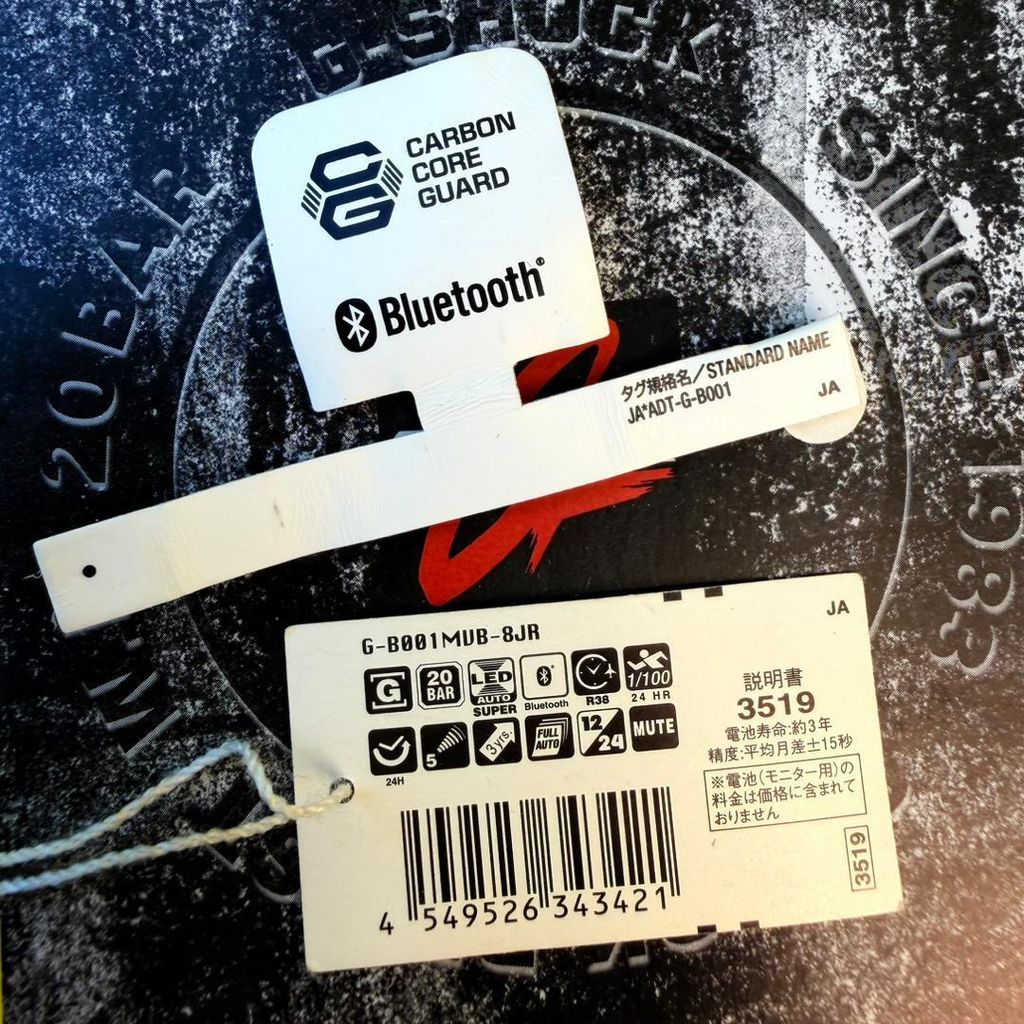 G-SHOCK
20BAR
SINCE 1983
CARBON
CORE
GUARD
Bluetooth®
タグ規格名/STANDARD NAME
JA*ADT-G-B001
JA
JA
G-B001MVB-8JR
G
20
BAR
LED
AUTO
SUPER
Bluetooth
R38
1/100
24 HR
24H
5
3yrs.
FULL
AUTO
12/24
MUTE
説明書
3519
電池寿命:約3年
精度:平均月差±15秒
※電池(モニター用)の
料金は価格に含まれて
おりません
3519
4 549526 343421